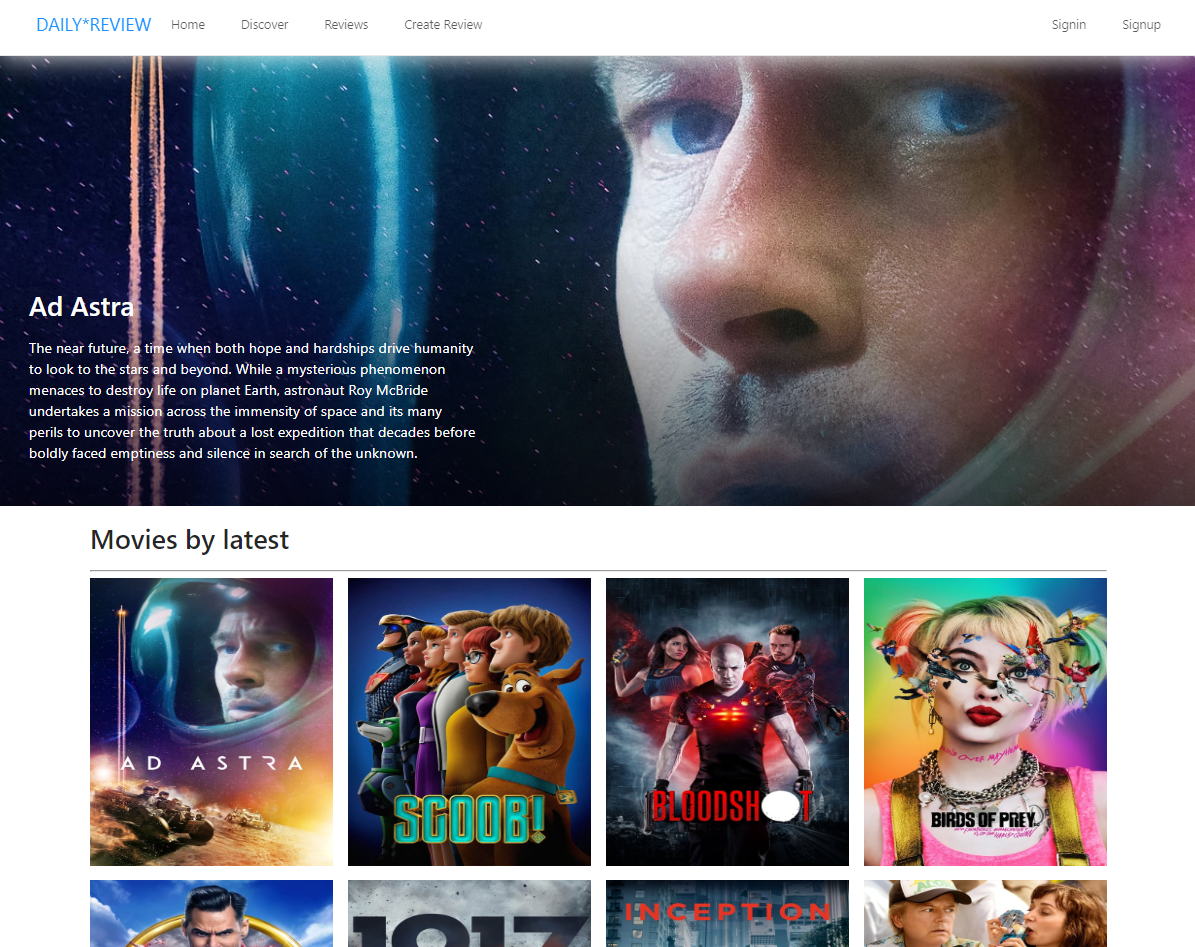 DAILY*REVIEW Home Discover Reviews Create Review Signin Signup
Ad Astra
The near future, a time when both hope and hardships drive humanity
to look to the stars and beyond. While a mysterious phenomenon
menaces to destroy life on planet Earth, astronaut Roy McBride
undertakes a mission across the immensity of space and its many
perils to uncover the truth about a lost expedition that decades before
boldly faced emptiness and silence in search of the unknown.
Movies by latest
AD ASTRA
SCOOB!
BLOODSHOT
MIND OVER MAYHEM
BIRDS OF PREY
1917
INCEPTION